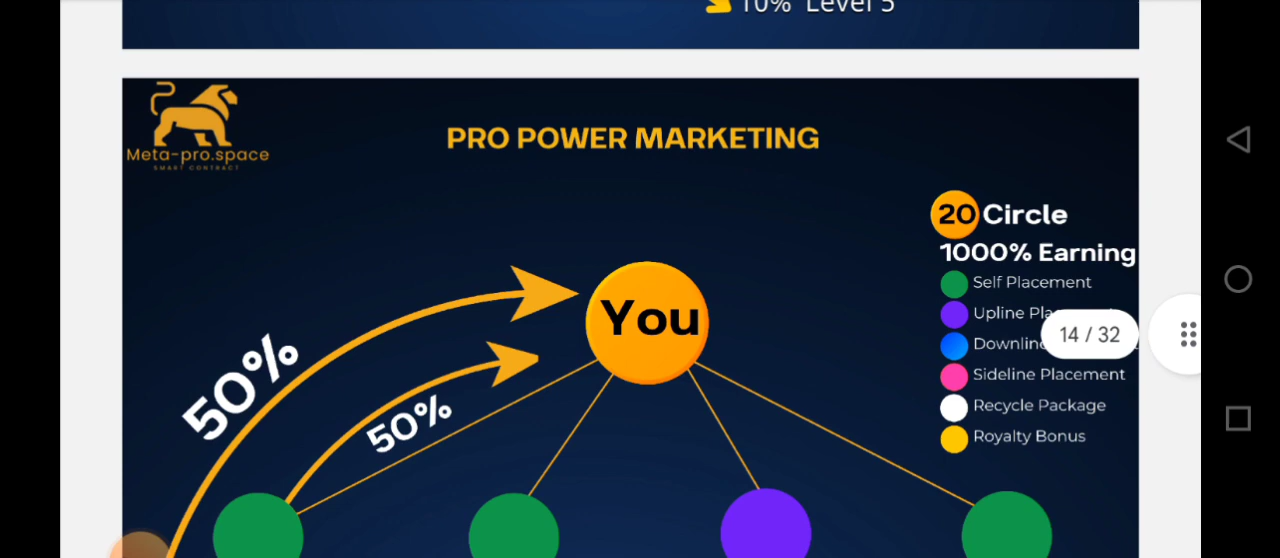 10% Level 5
Meta-pro.space
SMART CONTRACT
PRO POWER MARKETING
20 Circle
1000% Earning
Self Placement
Upline
Sideline Placement
Recycle Package
Royalty Bonus
14 / 32
You
50%
50%